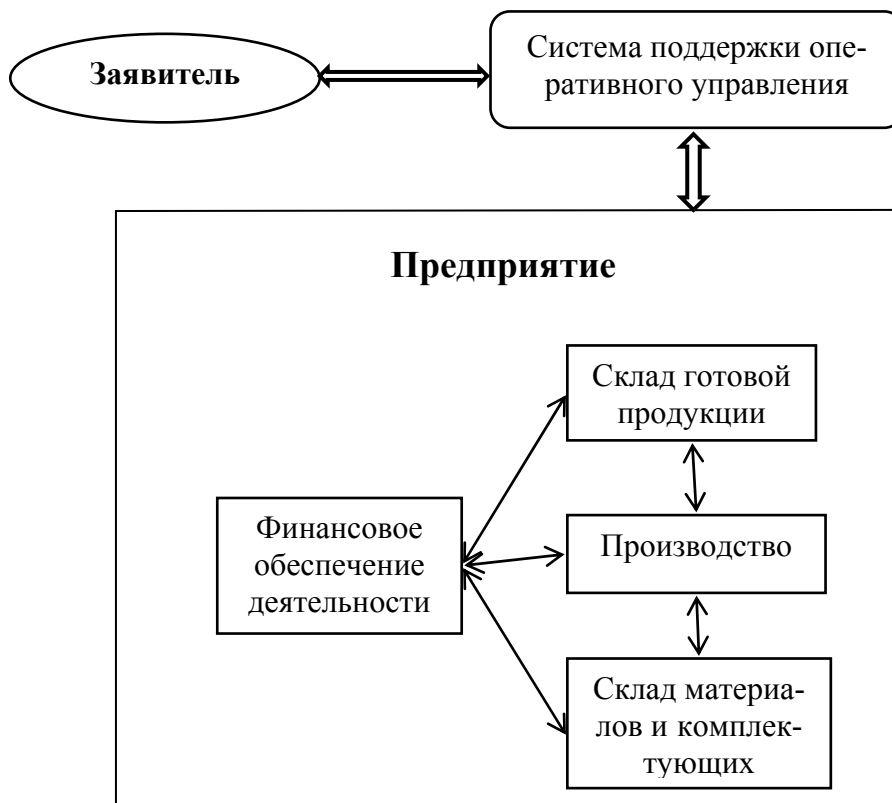 Заявитель
Система поддержки опе-
ративного управления
Предприятие
Склад готовой
продукции
Финансовое
обеспечение
деятельности
Производство
Склад материа-
лов и комплек-
тующих